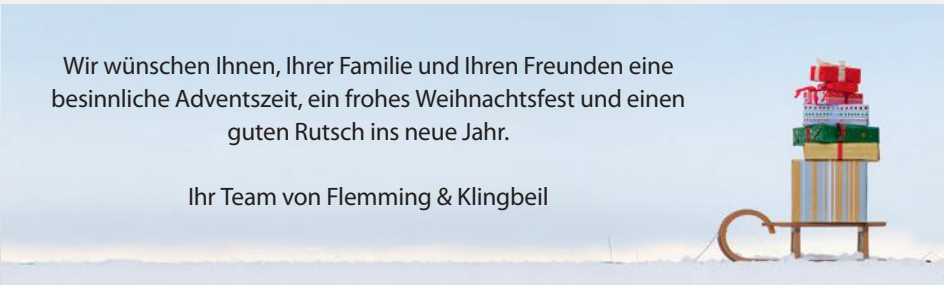 Wir wünschen Ihnen, Ihrer Familie und Ihren Freunden eine
besinnliche Adventszeit, ein frohes Weihnachtsfest und einen
guten Rutsch ins neue Jahr.
Ihr Team von Flemming & Klingbeil